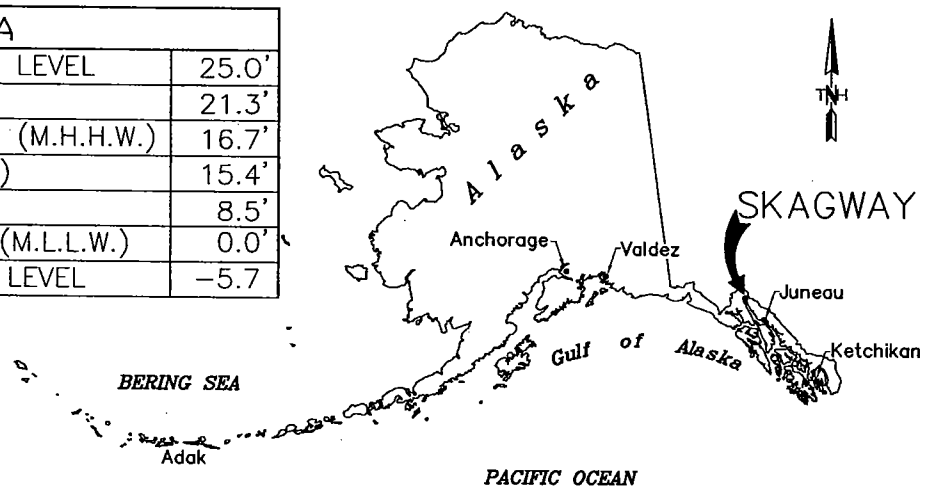 A
LEVEL 25.0'
21.3'
(M.H.H.W.) 16.7'
) 15.4'
8.5'
(M.L.L.W.) 0.0'
LEVEL -5.7
Alaska
TNH
SKAGWAY
Anchorage
Valdez
Juneau
Ketchikan
Gulf of Alaska
BERING SEA
Adak
PACIFIC OCEAN